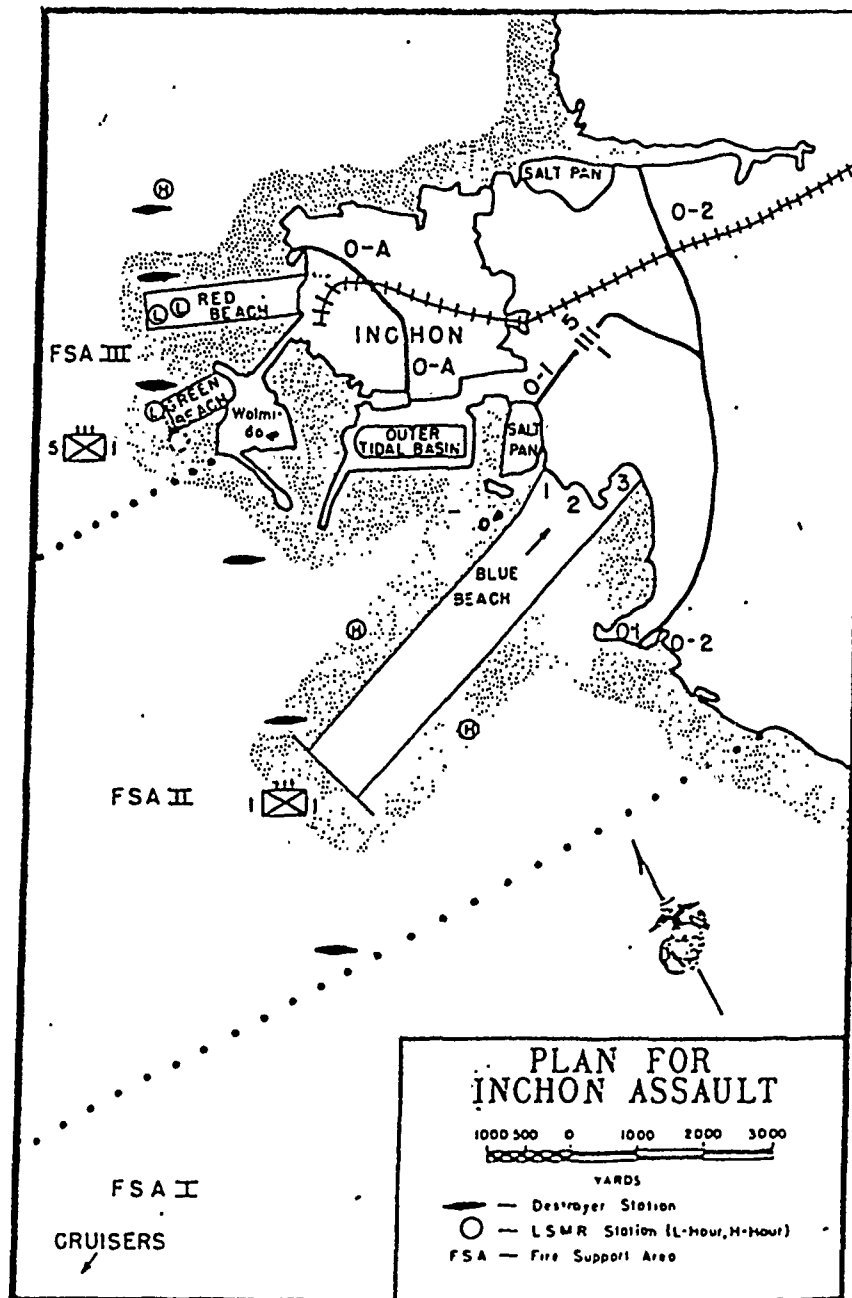 SALT PAN
H
O-2
O-A
L L RED
BEACH
5
INCHON
FSA III
O-A
O-1
1
L GREEN
BEACH
Wolmi-
do
OUTER
TIDAL BASIN
SALT
PAN
5 1
1
2
3
BLUE
BEACH
H
O-1
O-2
H
FSA II
1 1
FSA I
CRUISERS
PLAN FOR
INCHON ASSAULT
1000 500 0 1000 2000 3000
YARDS
— Destroyer Station
— LSMR Station (L-Hour, H-Hour)
FSA — Fire Support Area